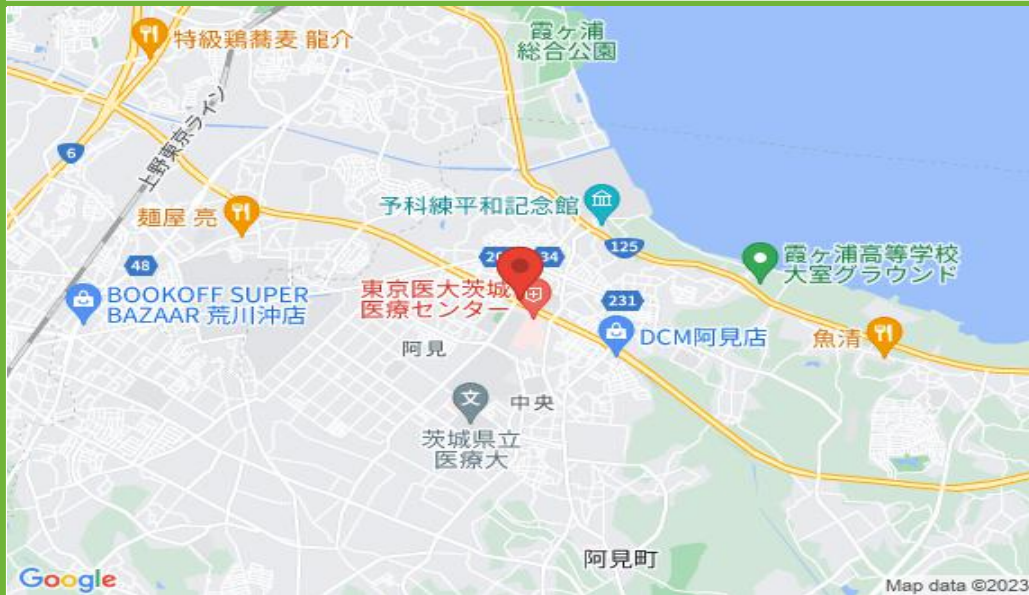 霞ヶ浦
総合公園
特級鶏蕎麦 龍介
6
上野東京ライン
予科練平和記念館
麺屋 亮
125
霞ヶ浦高等学校
大室グラウンド
48
BOOKOFF SUPER
BAZAAR 荒川沖店
東京医大茨城
医療センター
231
DCM阿見店
魚清
阿見
文
中央
茨城県立
医療大
阿見町
Google
Map data ©2023